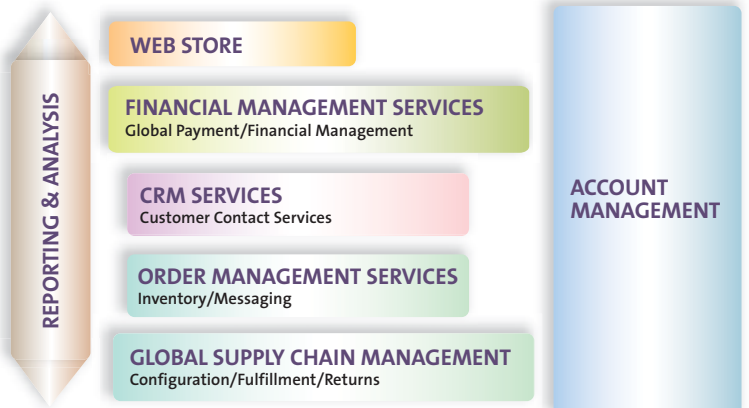 REPORTING & ANALYSIS
WEB STORE
FINANCIAL MANAGEMENT SERVICES
Global Payment/Financial Management
CRM SERVICES
Customer Contact Services
ORDER MANAGEMENT SERVICES
Inventory/Messaging
GLOBAL SUPPLY CHAIN MANAGEMENT
Configuration/Fulfillment/Returns
ACCOUNT
MANAGEMENT